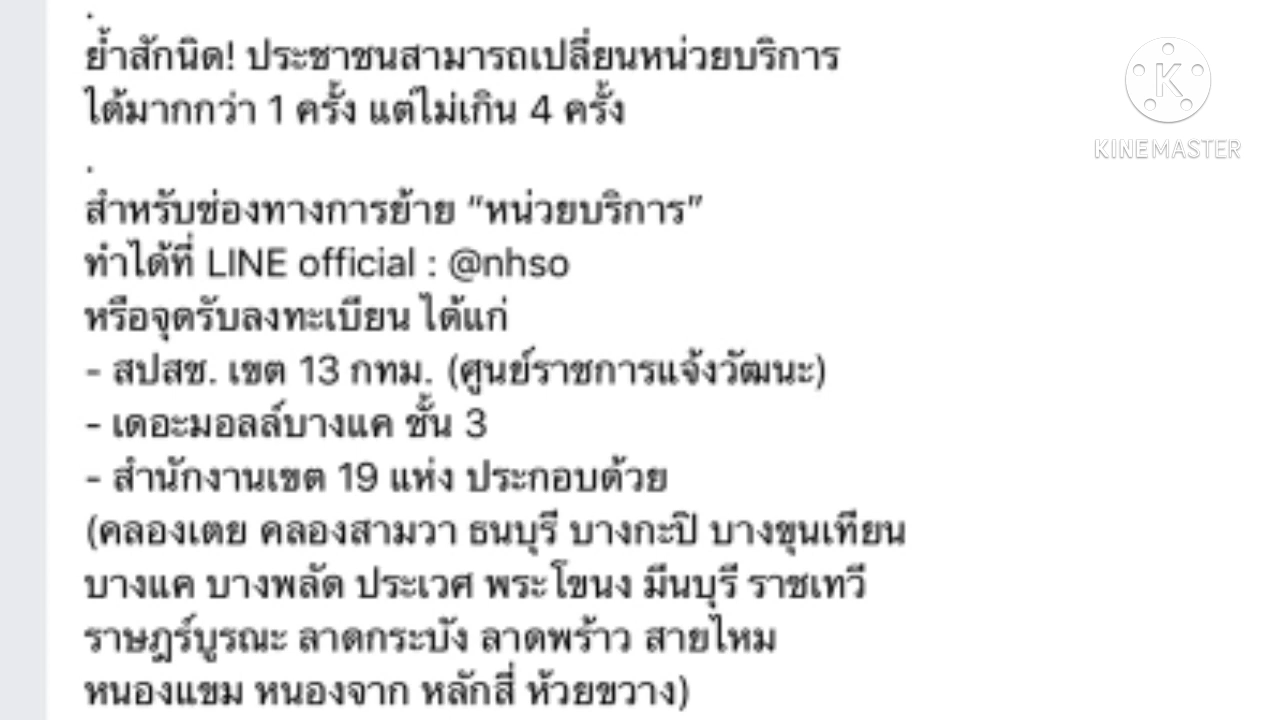 .
ย้ำสักนิด! ประชาชนสามารถเปลี่ยนหน่วยบริการ
ได้มากกว่า 1 ครั้ง แต่ไม่เกิน 4 ครั้ง
.
สำหรับช่องทางการย้าย "หน่วยบริการ"
ทำได้ที่ LINE official : @nhso
หรือจุดรับลงทะเบียน ได้แก่
- สปสช. เขต 13 กทม. (ศูนย์ราชการแจ้งวัฒนะ)
- เดอะมอลล์บางแค ชั้น 3
- สำนักงานเขต 19 แห่ง ประกอบด้วย
(คลองเตย คลองสามวา ธนบุรี บางกะปิ บางขุนเทียน
บางแค บางพลัด ประเวศ พระโขนง มีนบุรี ราชเทวี
ราษฎร์บูรณะ ลาดกระบัง ลาดพร้าว สายไหม
หนองแขม หนองจาก หลักสี่ ห้วยขวาง)
K
KINEMASTER